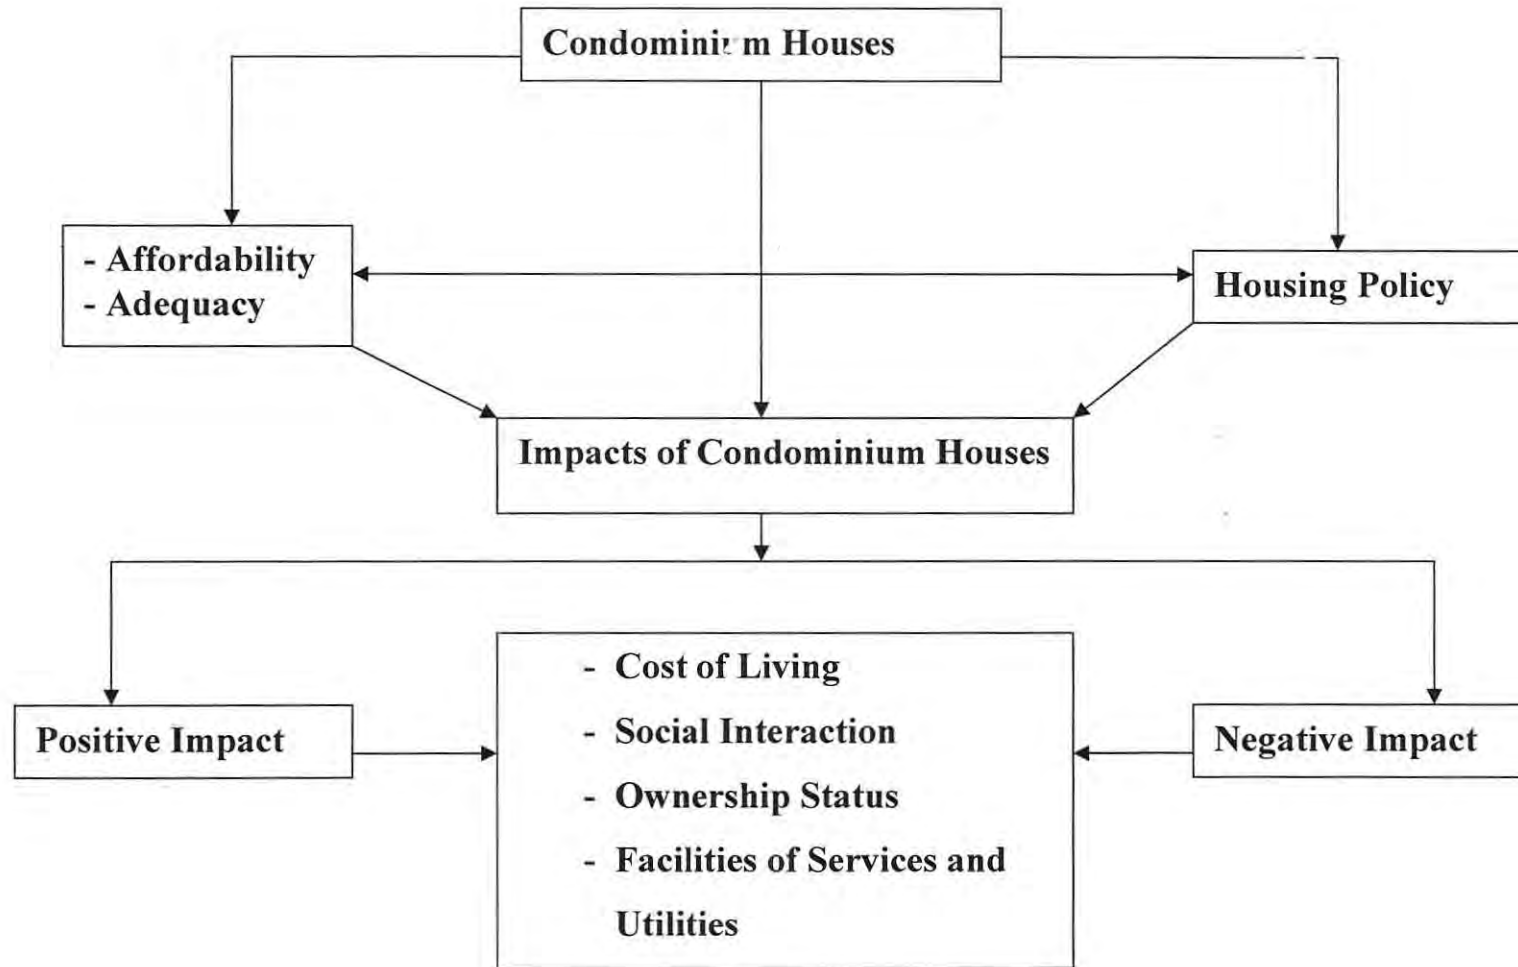 Condominium Houses
- Affordability
- Adequacy
Housing Policy
Impacts of Condominium Houses
Positive Impact
- Cost of Living
- Social Interaction
- Ownership Status
- Facilities of Services and
Utilities
Negative Impact